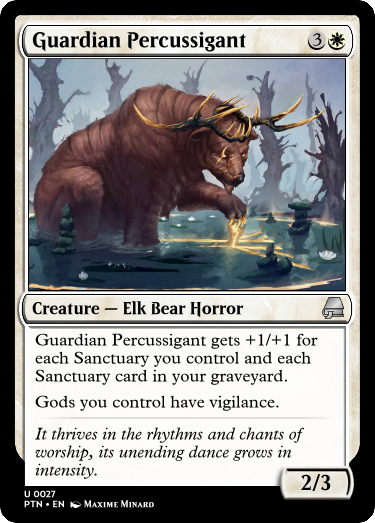 Guardian Percussigant 3
Creature — Elk Bear Horror
Guardian Percussigant gets +1/+1 for
each Sanctuary you control and each
Sanctuary card in your graveyard.
Gods you control have vigilance.
It thrives in the rhythms and chants of
worship, its unending dance grows in
intensity.
2/3
U 0027
PTN • EN Maxime Minard